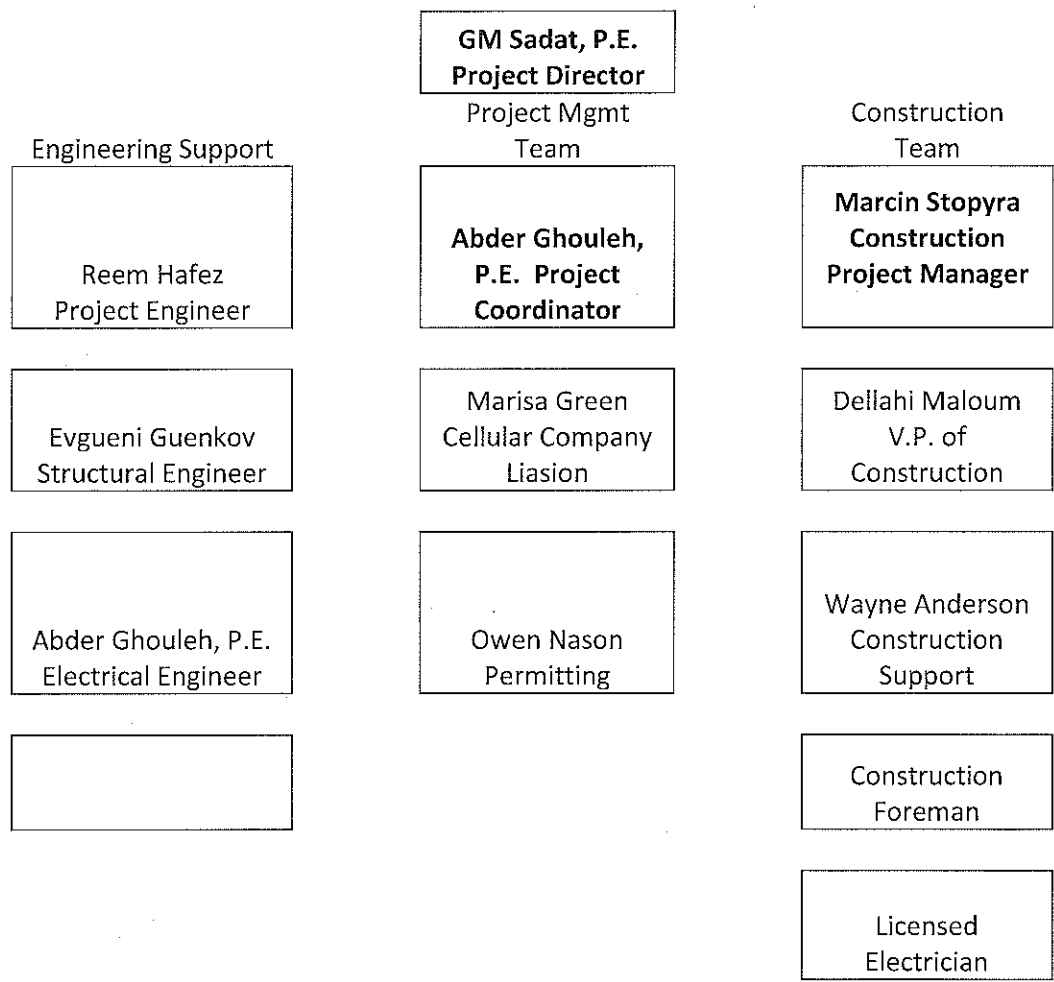 GM Sadat, P.E.
Project Director
Engineering Support
Reem Hafez
Project Engineer
Evgueni Guenkov
Structural Engineer
Abder Ghouleh, P.E.
Electrical Engineer
Project Mgmt
Team
Abder Ghouleh,
P.E. Project
Coordinator
Marisa Green
Cellular Company
Liasion
Owen Nason
Permitting
Construction
Team
Marcin Stopyra
Construction
Project Manager
Dellahi Maloum
V.P. of
Construction
Wayne Anderson
Construction
Support
Construction
Foreman
Licensed
Electrician